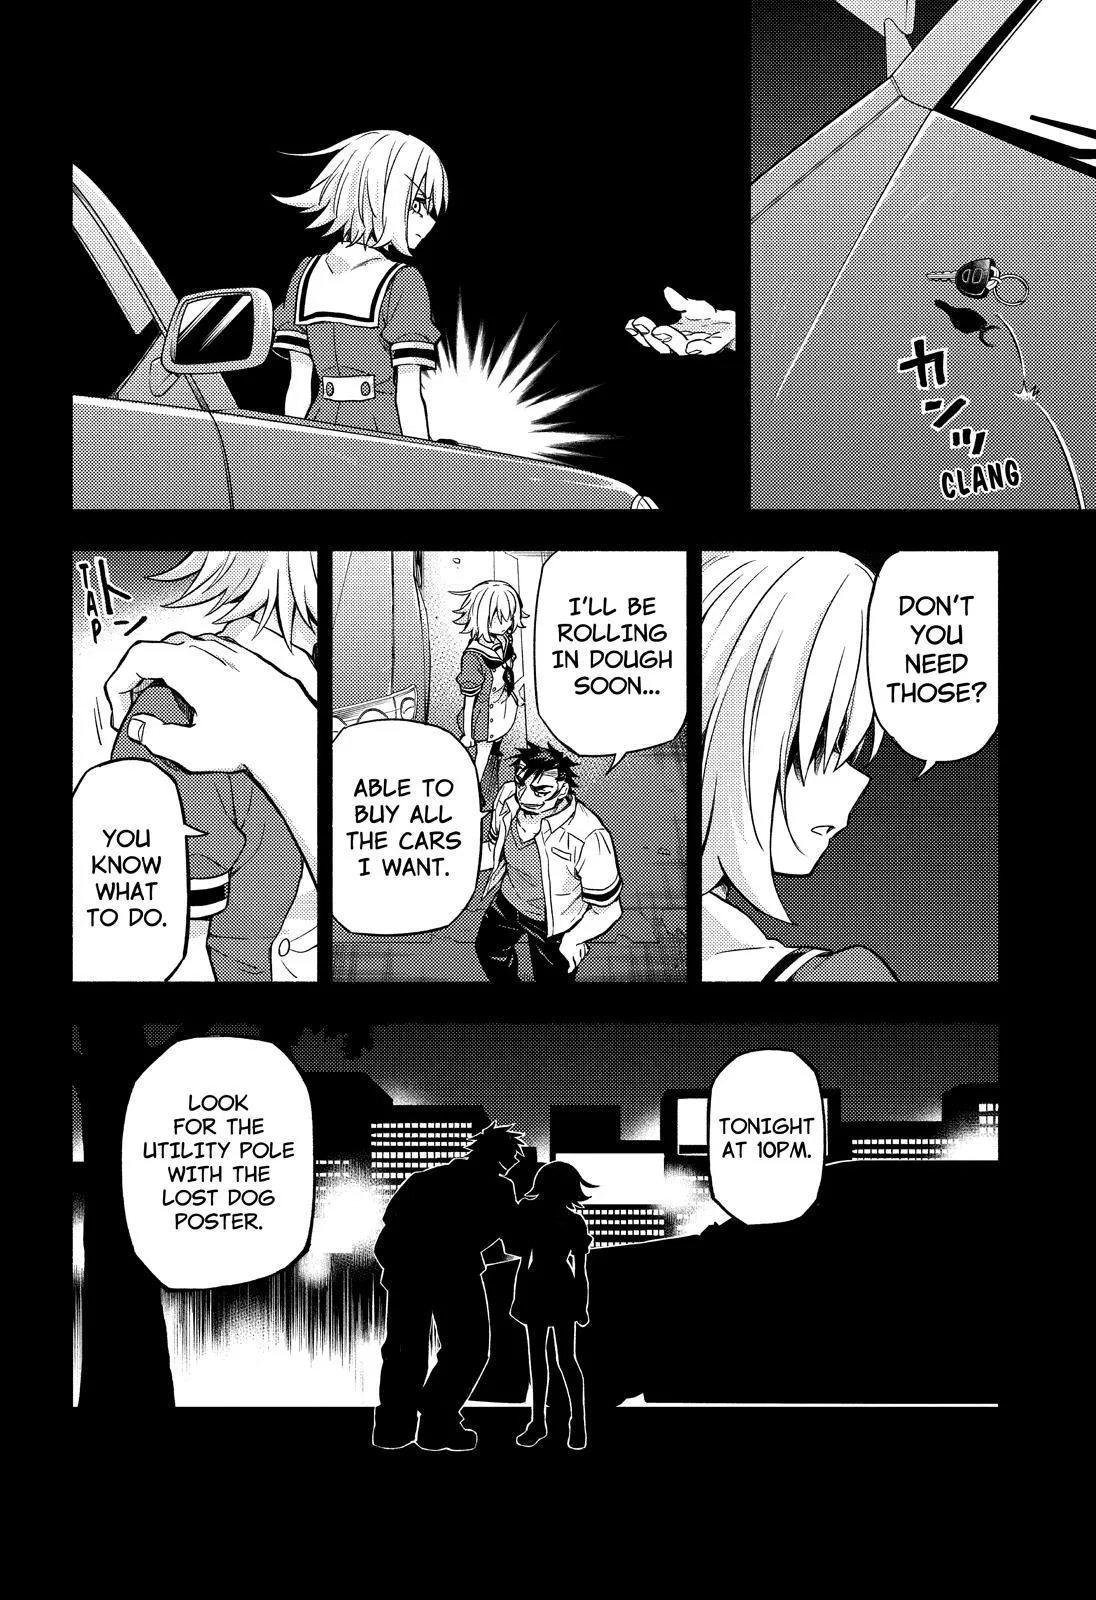 カンッ
CLANG
DON'T
YOU
NEED
THOSE?
I'LL BE
ROLLING
IN DOUGH
SOON...
ABLE TO
BUY ALL
THE CARS
I WANT.
トン
TAP
YOU
KNOW
WHAT
TO DO.
TONIGHT
AT 10PM.
LOOK
FOR THE
UTILITY POLE
WITH THE
LOST DOG
POSTER.